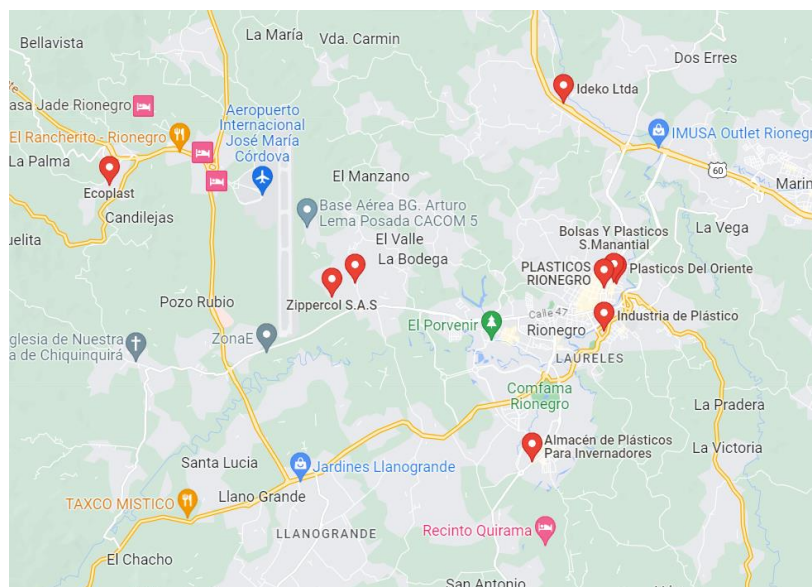 La María
Vda. Carmin
Bellavista
Dos Erres
Ideko Ltda
asa Jade Rionegro
Aeropuerto
Internacional
José María
Córdova
El Rancherito - Rionegro
IMUSA Outlet Rionegr
La Palma
60
Marin
Ecoplast
El Manzano
Candilejas
Base Aérea BG. Arturo
Lema Posada CACOM 5
uelita
El Valle
La Bodega
Bolsas Y Plasticos
S.Manantial
La Vega
PLASTICOS
RIONEGRO
Plasticos Del Oriente
Pozo Rubio
Zippercol S.A.S
Calle 47
El Porvenir
Rionegro
Industria de Plástico
glesia de Nuestra
a de Chiquinquirá
ZonaE
LAURELES
Comfama
Rionegro
La Pradera
Almacén de Plásticos
Para Invernadores
La Victoria
Santa Lucia
Jardines Llanogrande
TAXCO MISTICO
Llano Grande
LLANOGRANDE
Recinto Quirama
El Chacho
San Antonio